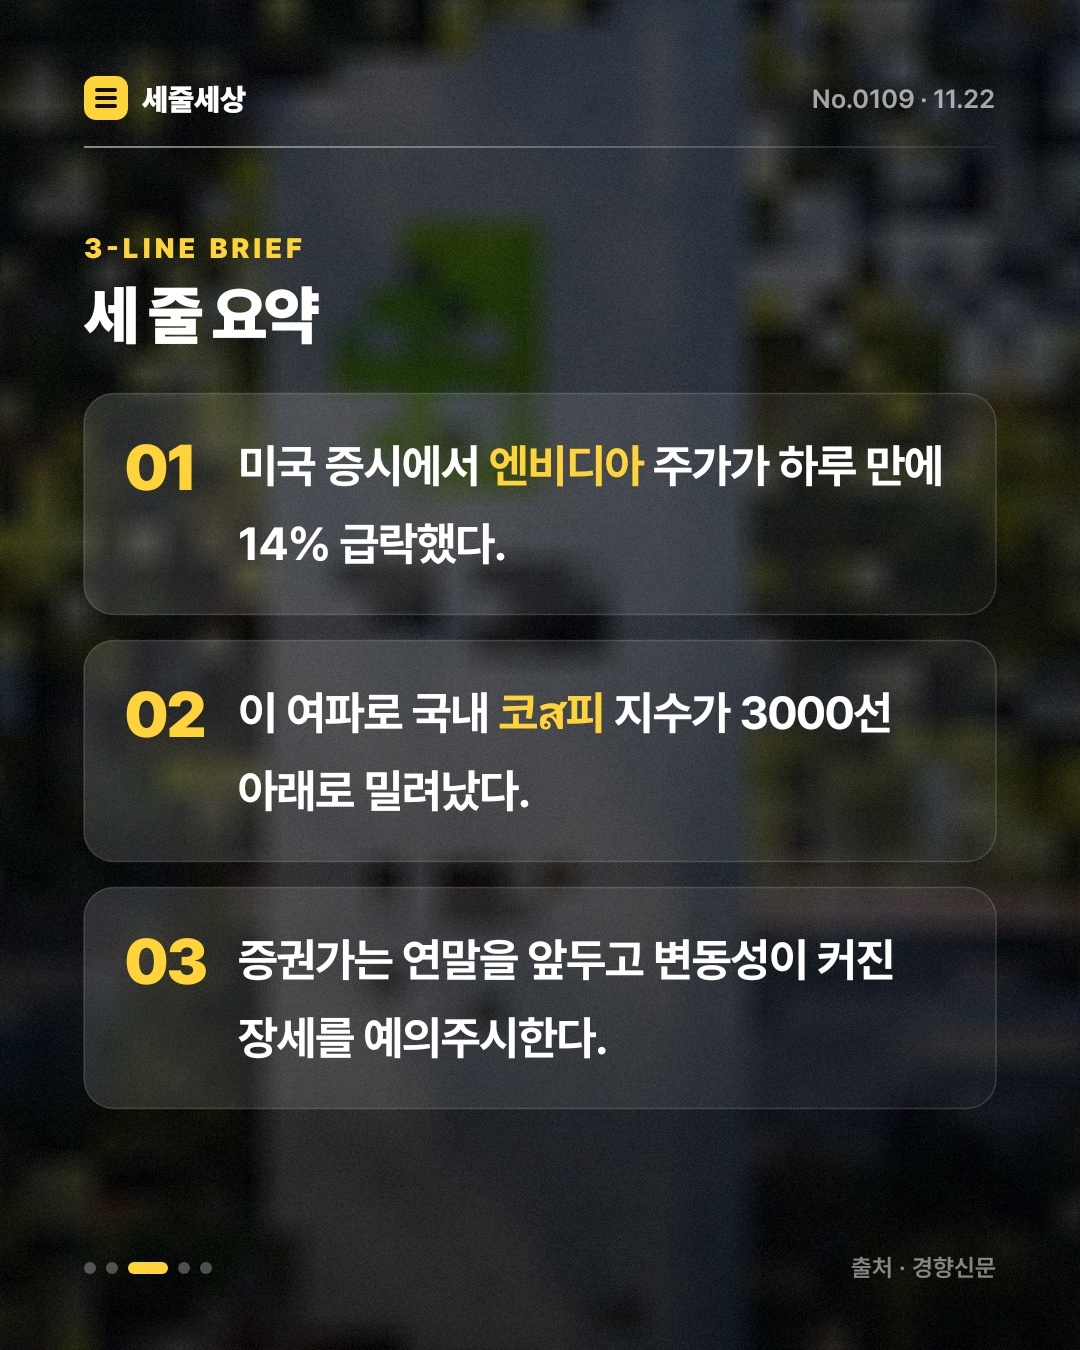 세줄세상
No.0109 · 11.22
3-LINE BRIEF
세 줄 요약
01 미국 증시에서 엔비디아 주가가 하루 만에
14% 급락했다.
02 이 여파로 국내 코스피 지수가 3000선
아래로 밀려났다.
03 증권가는 연말을 앞두고 변동성이 커진
장세를 예의주시한다.
출처 · 경향신문